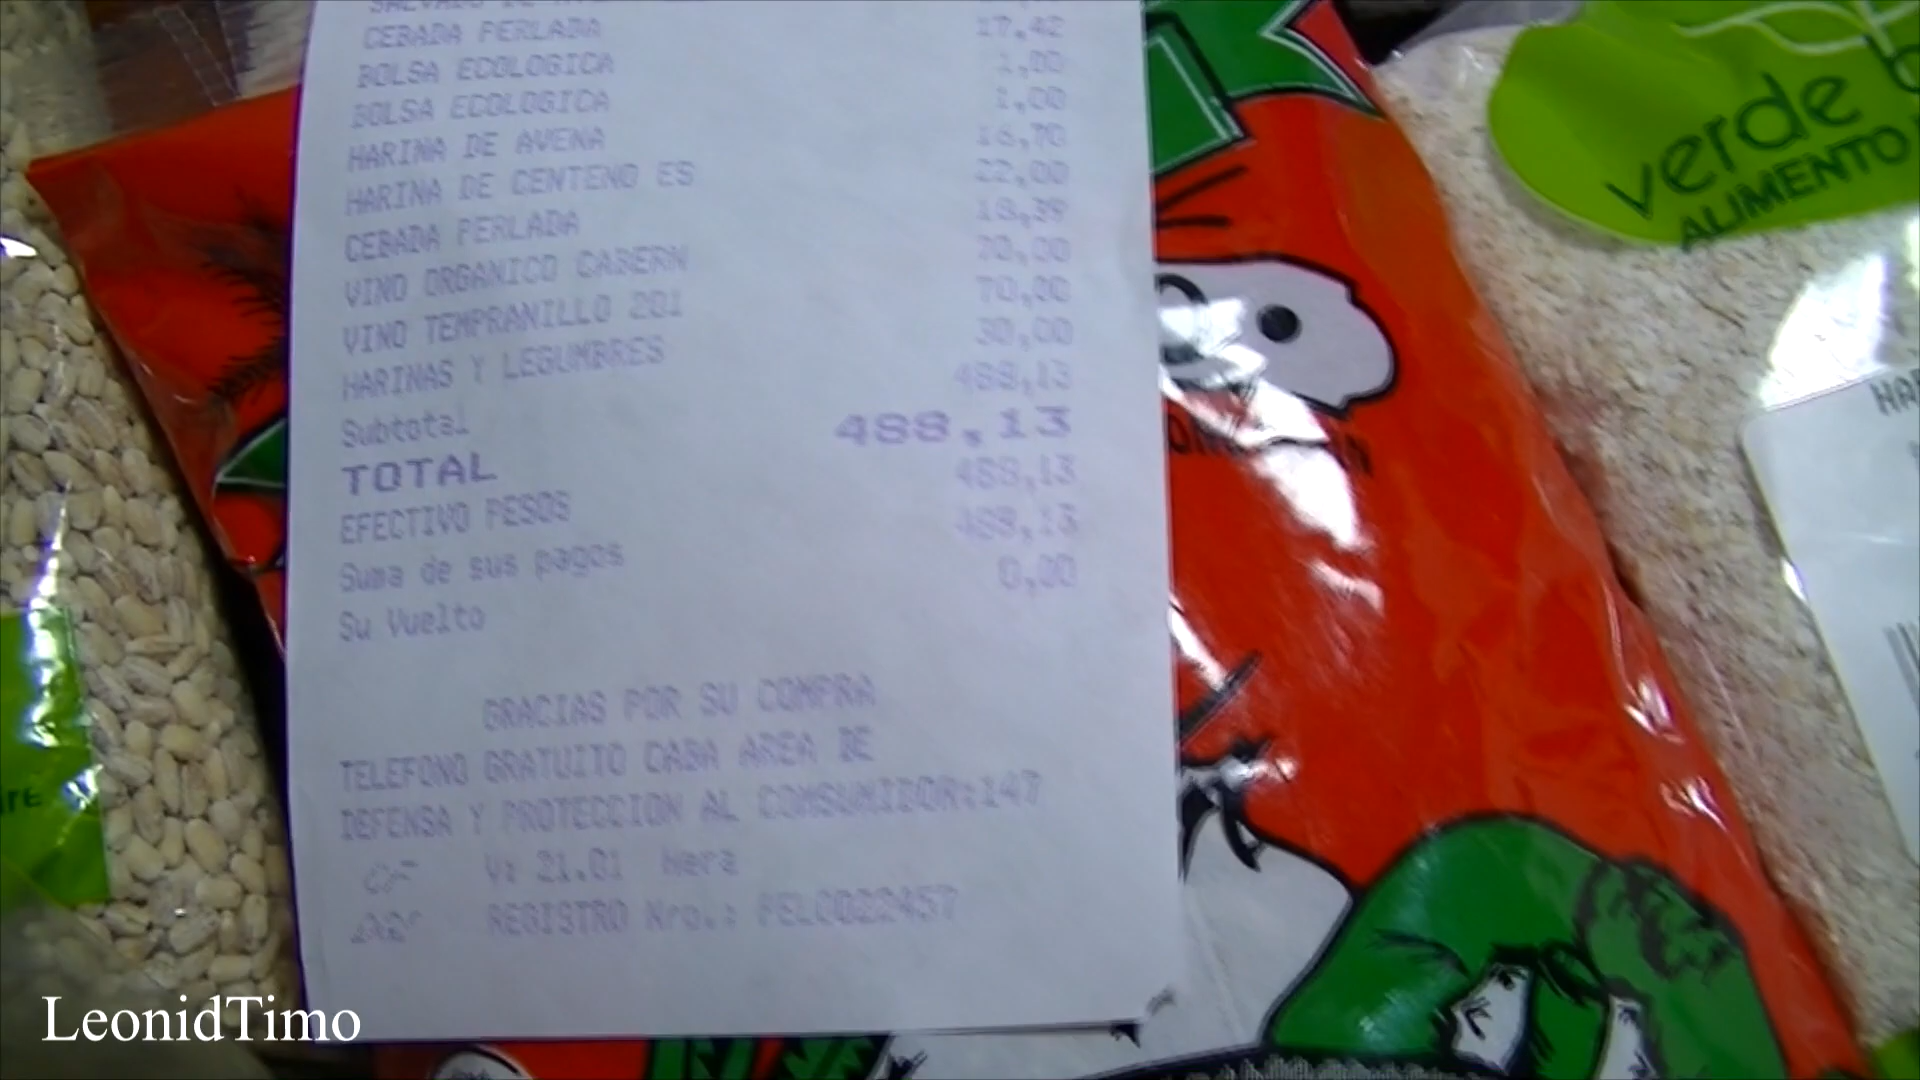 CEBADA PERLADA 17,42
BOLSA ECOLOGICA 1,00
BOLSA ECOLOGICA 1,00
HARINA DE AVENA 16,70
HARINA DE CENTENO ES 22,00
CEBADA PERLADA 18,39
VINO ORGANICO CABERN 70,00
VINO TEMPRANILLO 201 70,00
HARINAS Y LEGUMBRES 30,00
Subtotal 488,13
TOTAL 488,13
EFECTIVO PESOS 488,13
Suma de sus pagos 488,13
Su Vuelto 0,00
GRACIAS POR SU COMPRA
TELEFONO GRATUITO CABA AREA DE
DEFENSA Y PROTECCION AL CONSUMIDOR:147
V: 21.01
REGISTRO Nro.:
verde
ALIMENTO
HAR
LeonidTimo